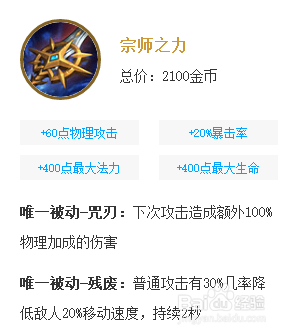 宗师之力
总价：2100金币
+60点物理攻击
+20%暴击率
+400点最大法力
+400点最大生命
唯一被动-咒刃：下次攻击造成额外100%
物理加成的伤害
唯一被动-残废：普通攻击有30%几率降
低敌人20%移动速度，持续2秒